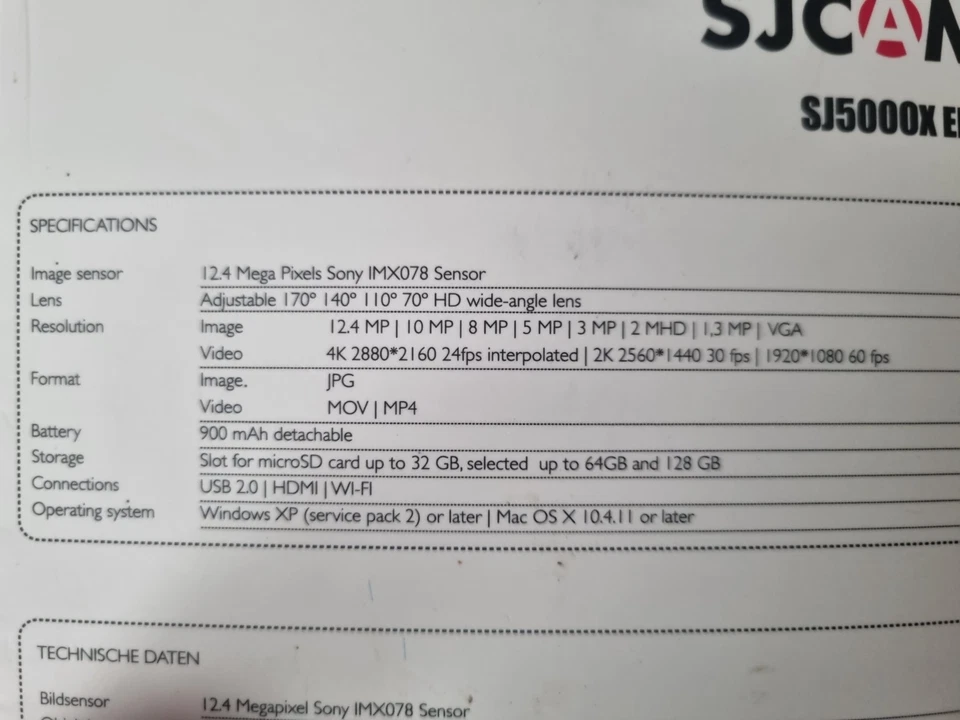 SJCAM
SJ5000X
SPECIFICATIONS
Image sensor 12.4 Mega Pixels Sony IMX078 Sensor
Lens Adjustable 170° 140° 110° 70° HD wide-angle lens
Resolution Image 12.4 MP | 10 MP | 8 MP | 5 MP | 3 MP | 2 MHD | 1,3 MP | VGA
Video 4K 2880*2160 24fps interpolated | 2K 2560*1440 30 fps | 1920*1080 60 fps
Format Image. JPG
Video MOV | MP4
Battery 900 mAh detachable
Storage Slot for microSD card up to 32 GB, selected up to 64GB and 128 GB
Connections USB 2.0 | HDMI | WI-FI
Operating system Windows XP (service pack 2) or later | Mac OS X 10.4.11 or later
TECHNISCHE DATEN
Bildsensor 12.4 Megapixel Sony IMX078 Sensor